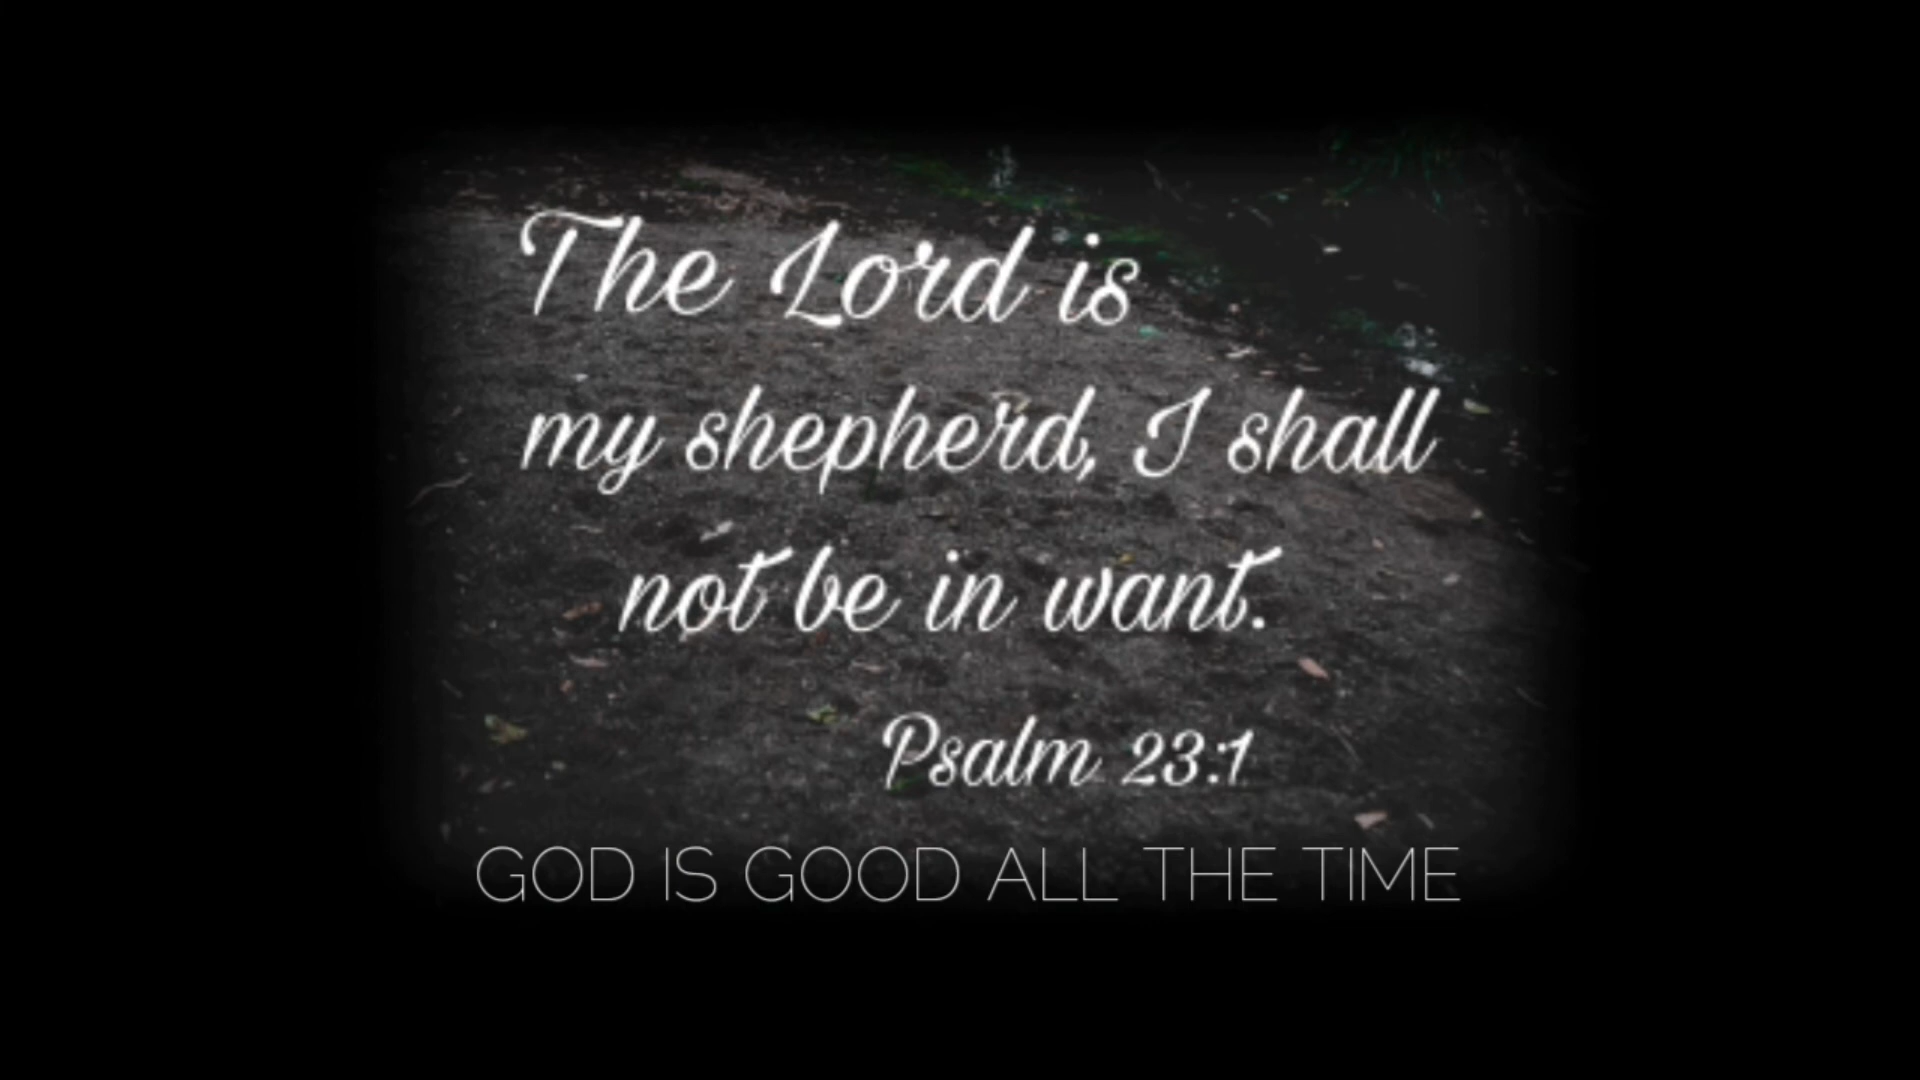 The Lord is
my shepherd, I shall
not be in want.
Psalm 23:1
GOD IS GOOD ALL THE TIME